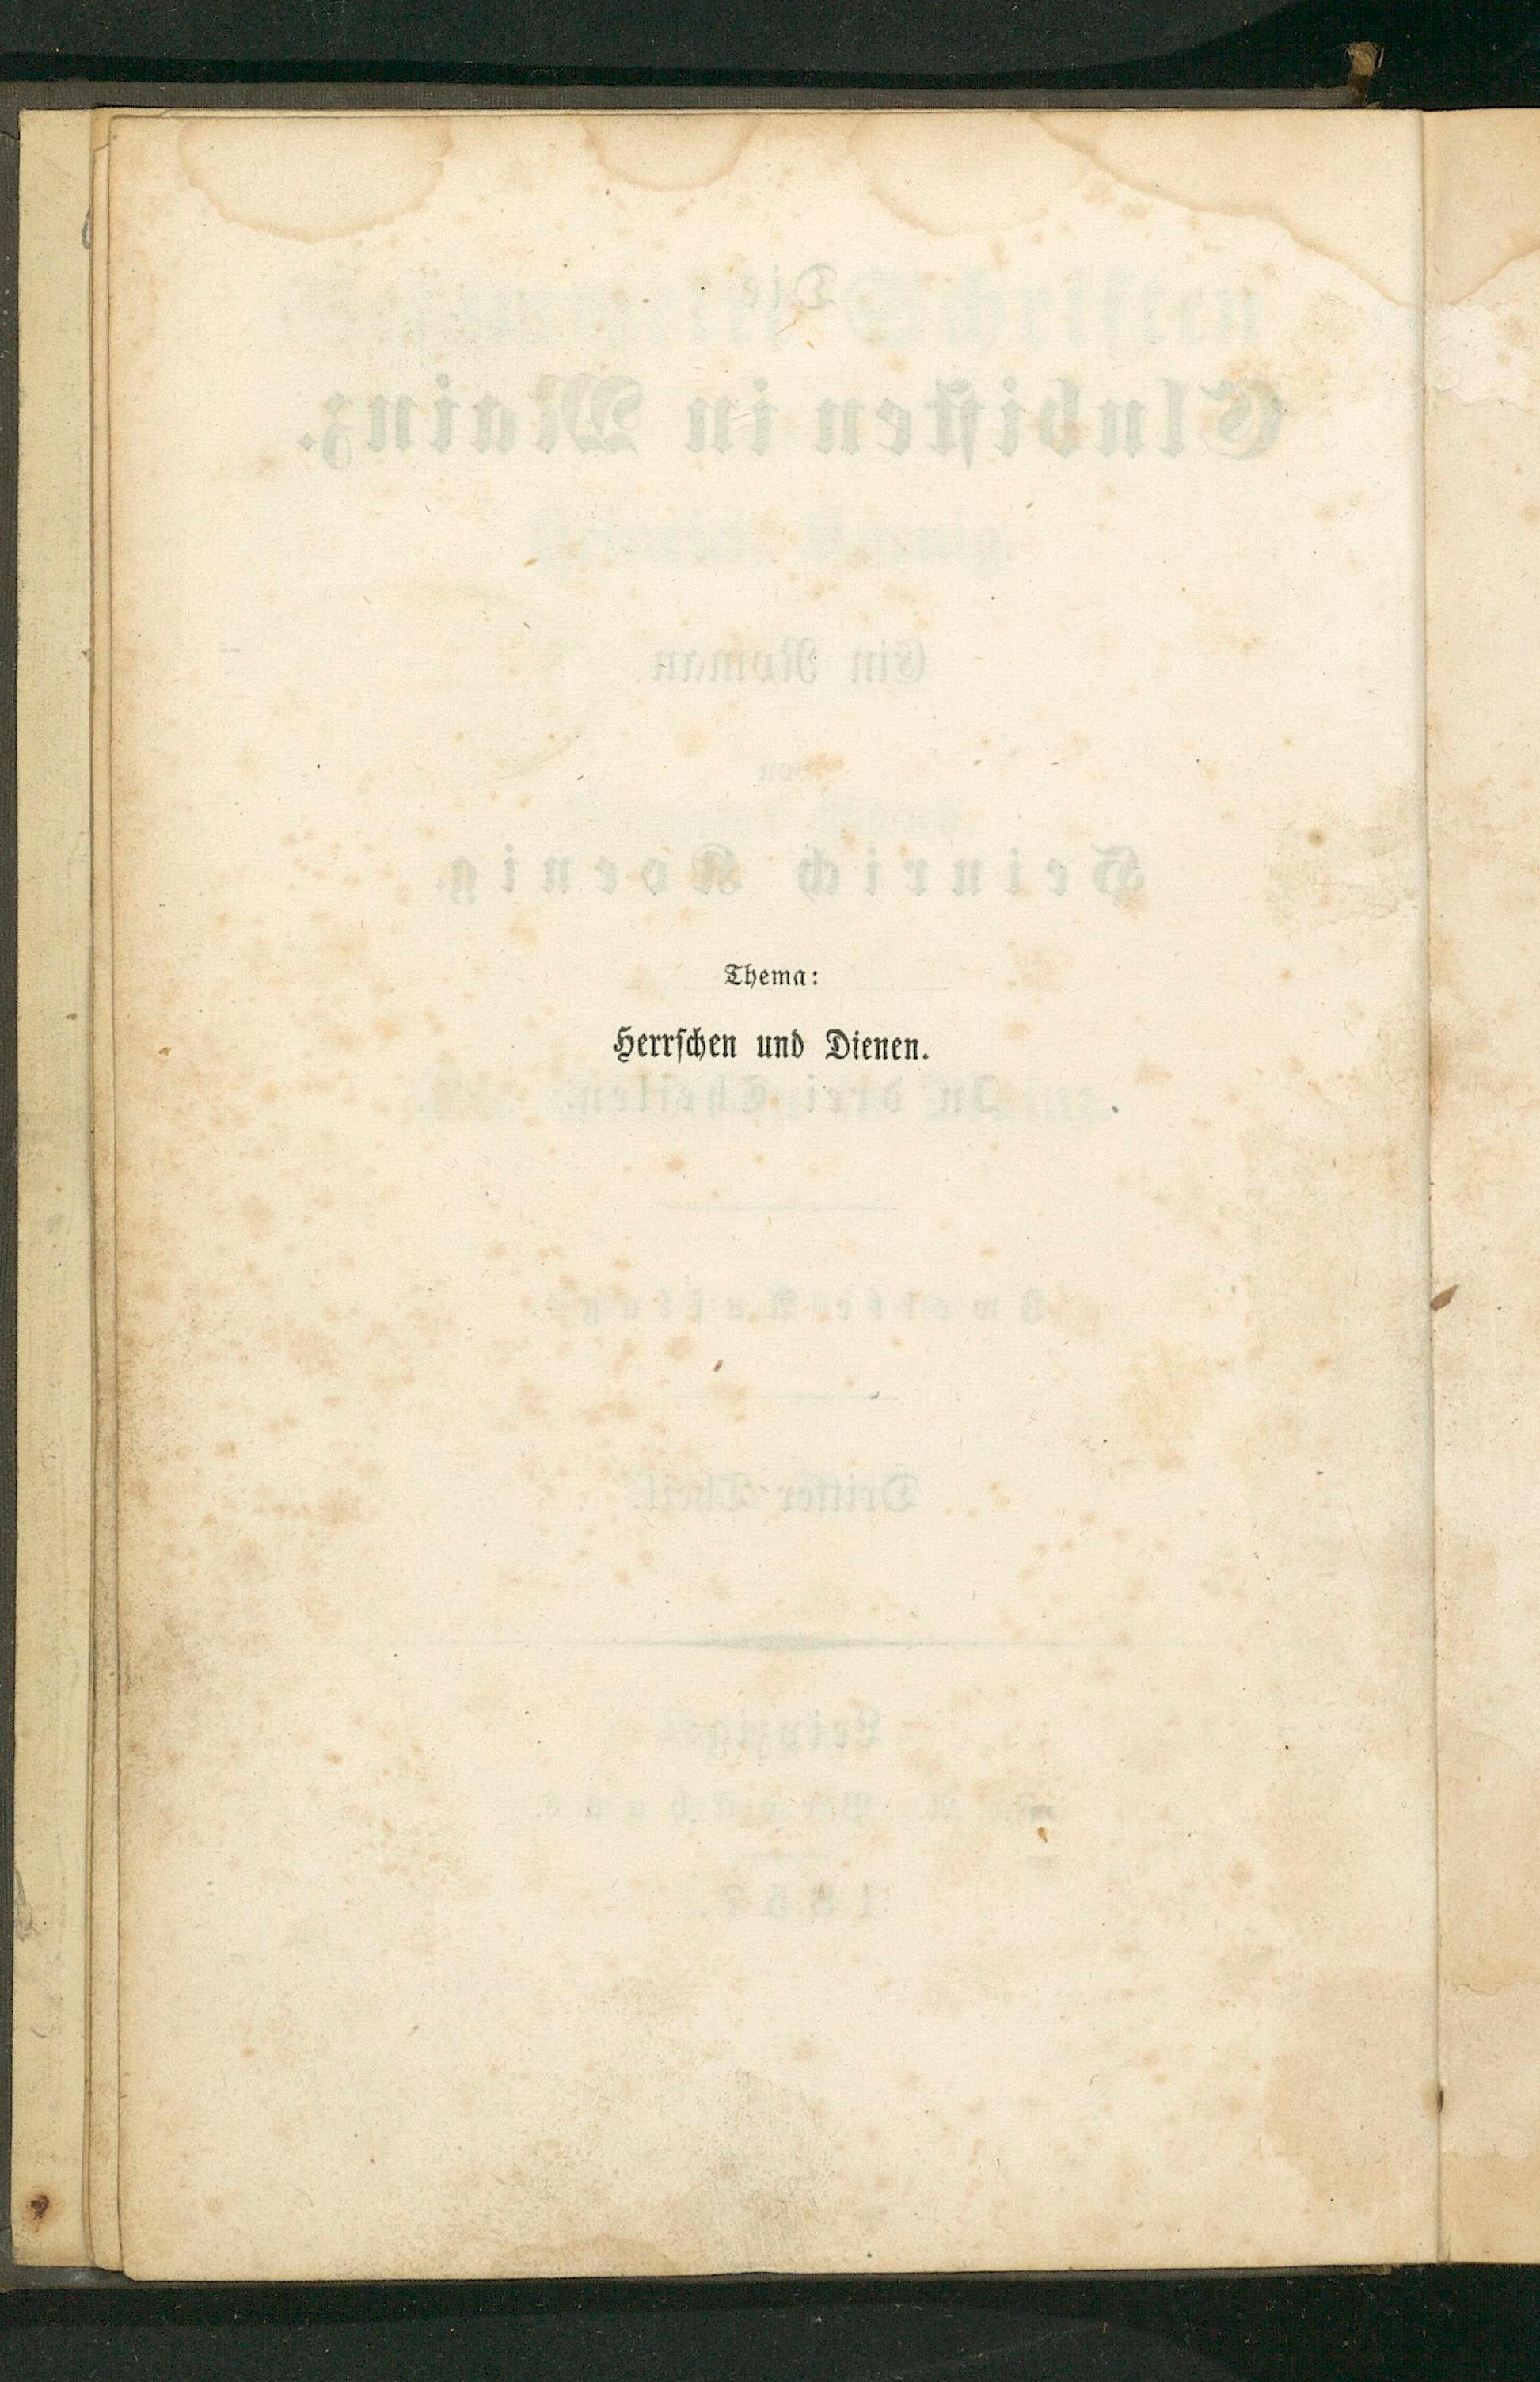 Thema:
Herrschen und Dienen.